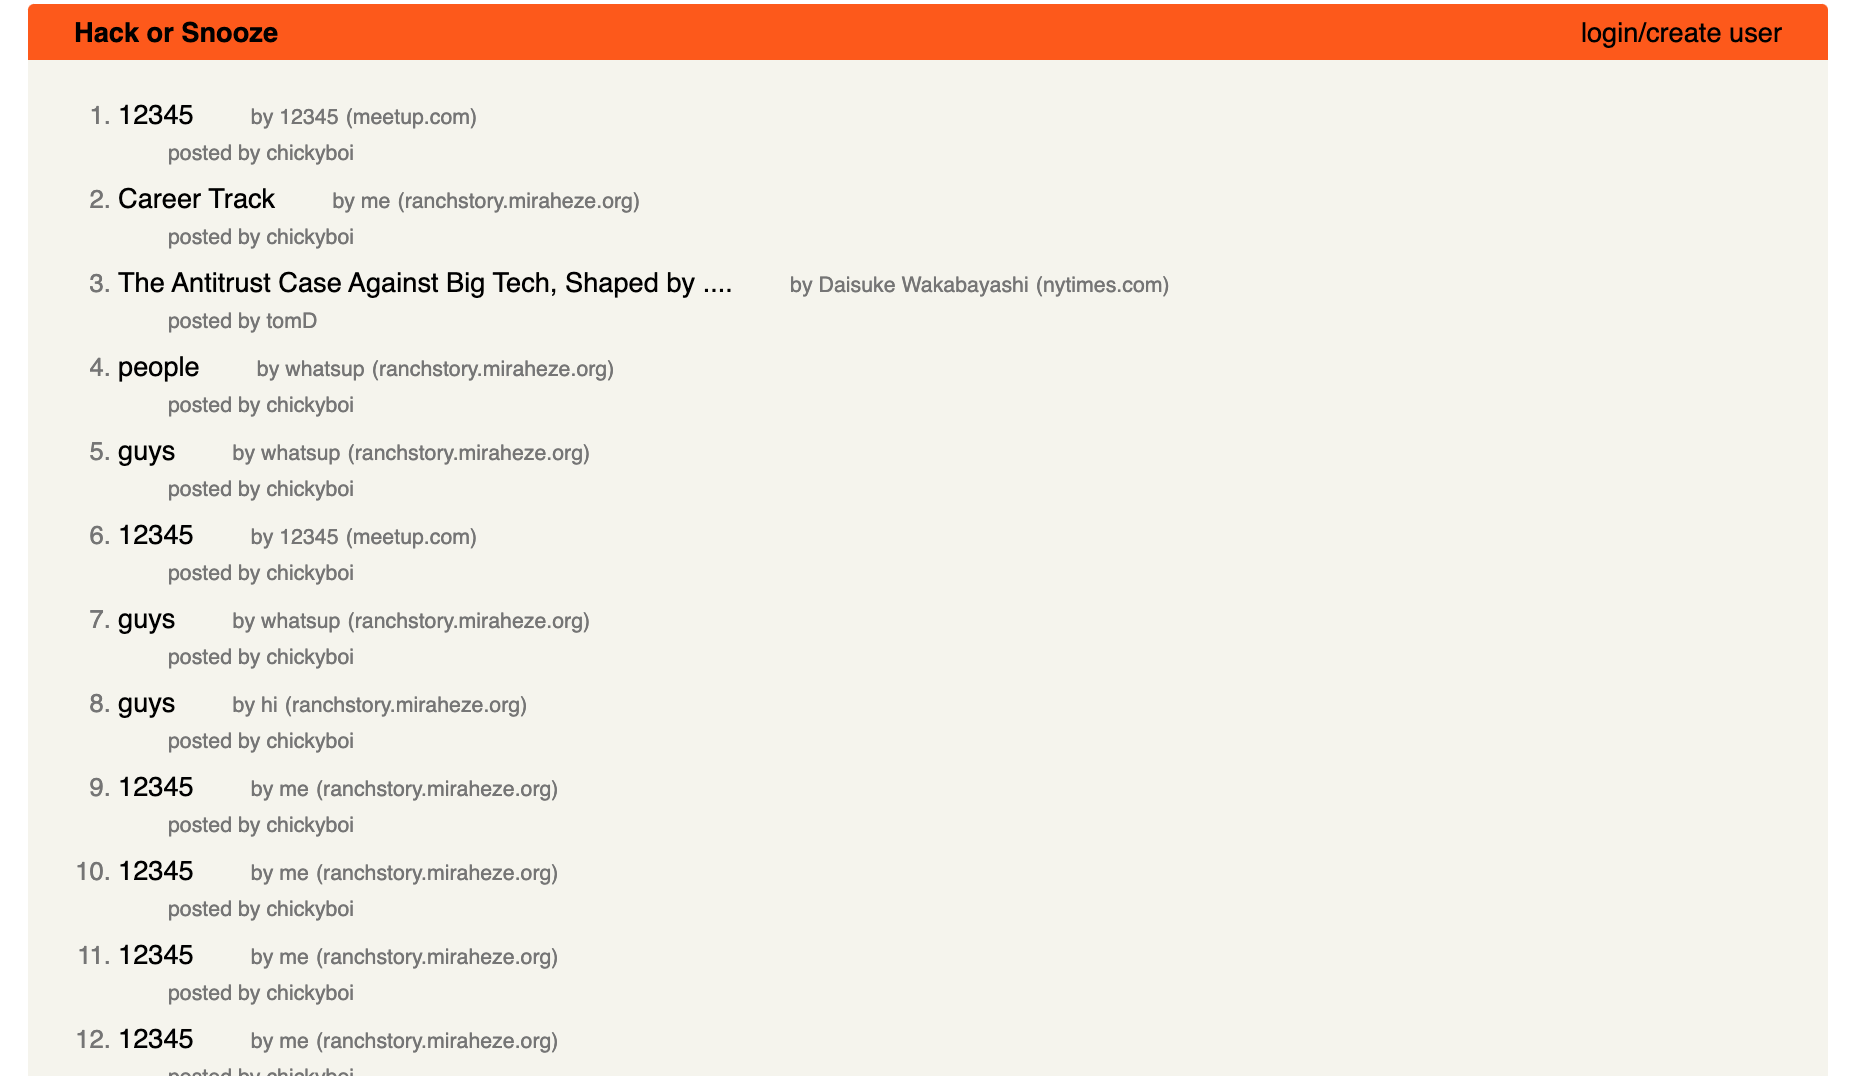 Hack or Snooze login/create user
1. 12345 by 12345 (meetup.com)
posted by chickyboi
2. Career Track by me (ranchstory.miraheze.org)
posted by chickyboi
3. The Antitrust Case Against Big Tech, Shaped by .... by Daisuke Wakabayashi (nytimes.com)
posted by tomD
4. people by whatsup (ranchstory.miraheze.org)
posted by chickyboi
5. guys by whatsup (ranchstory.miraheze.org)
posted by chickyboi
6. 12345 by 12345 (meetup.com)
posted by chickyboi
7. guys by whatsup (ranchstory.miraheze.org)
posted by chickyboi
8. guys by hi (ranchstory.miraheze.org)
posted by chickyboi
9. 12345 by me (ranchstory.miraheze.org)
posted by chickyboi
10. 12345 by me (ranchstory.miraheze.org)
posted by chickyboi
11. 12345 by me (ranchstory.miraheze.org)
posted by chickyboi
12. 12345 by me (ranchstory.miraheze.org)
posted by chickyboi